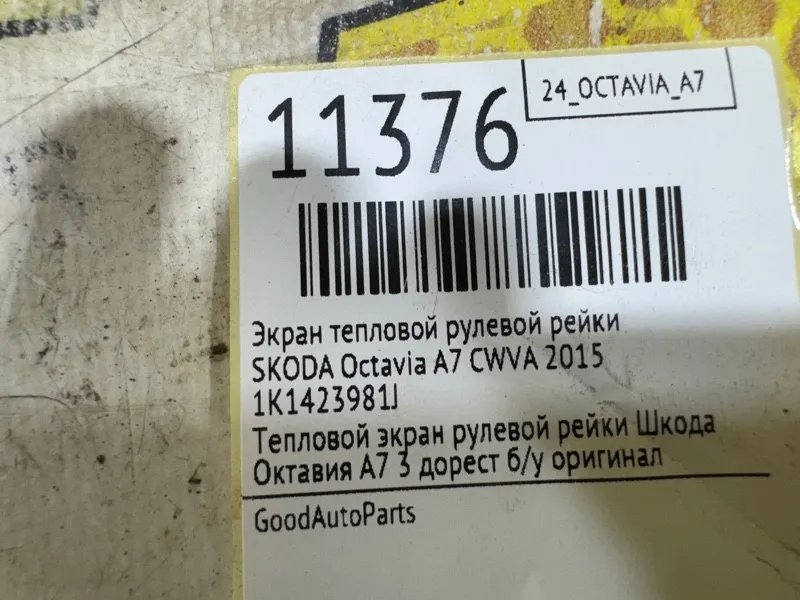 11376
24_OCTAVIA_A7
Экран тепловой рулевой рейки
SKODA Octavia A7 CWVA 2015
1K1423981J
Тепловой экран рулевой рейки Шкода
Октавия А7 3 дорест б/у оригинал
GoodAutoParts